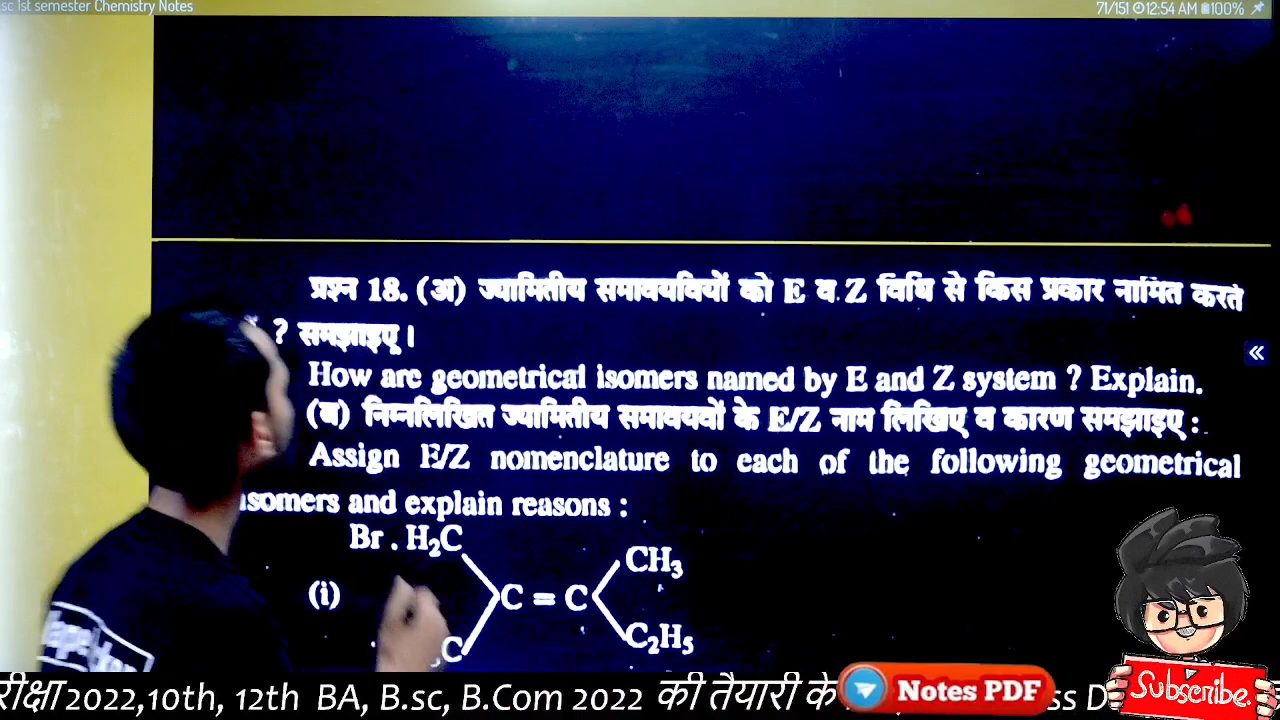 sc 1st semester Chemistry Notes
71/151 12:54 AM 100%
प्रश्न 18. (अ) ज्यामितीय समावयवियों को E व Z विधि से किस प्रकार नामित करते
? समझाइए।
How are geometrical isomers named by E and Z system ? Explain.
(ब) निम्नलिखित ज्यामितीय समावयवों के E/Z नाम लिखिए व कारण समझाइए :
Assign E/Z nomenclature to each of the following geometrical
isomers and explain reasons :
Br . H₂C
CH₃
(i)
C = C
C
C₂H₅
रीक्षा 2022,10th, 12th BA, B.sc, B.Com 2022 की तैयारी के
Notes PDF
ss D
Subscribe.